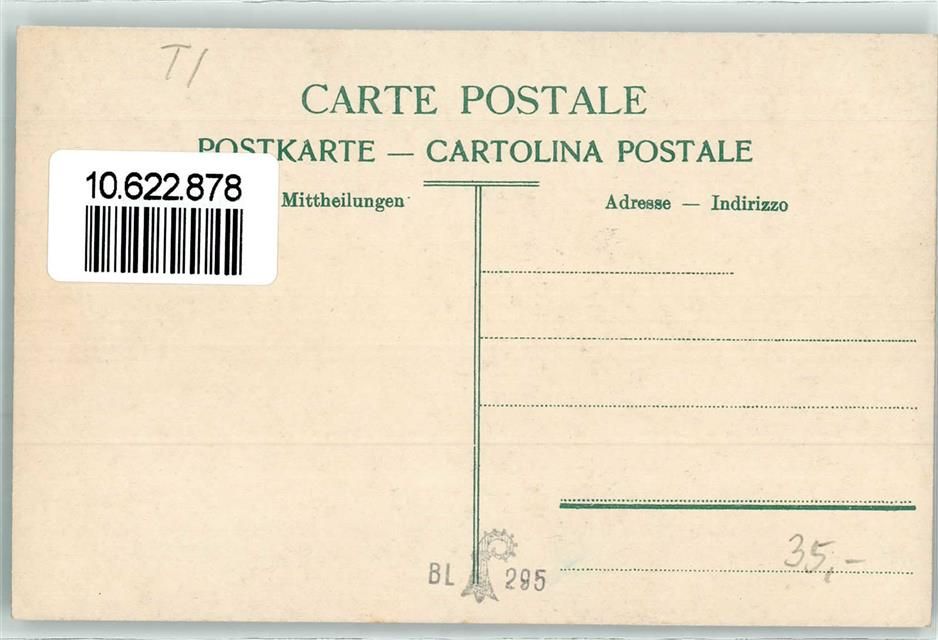 TI
CARTE POSTALE
POSTKARTE — CARTOLINA POSTALE
10.622.878
Mittheilungen
Adresse — Indirizzo
35,-
BL 295